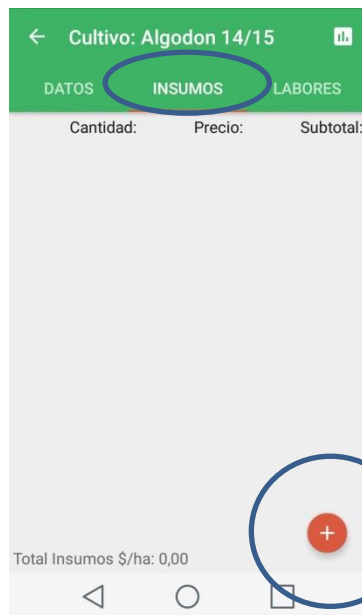 Cultivo: Algodon 14/15
DATOS INSUMOS LABORES
Cantidad: Precio: Subtotal:
Total Insumos $/ha: 0,00